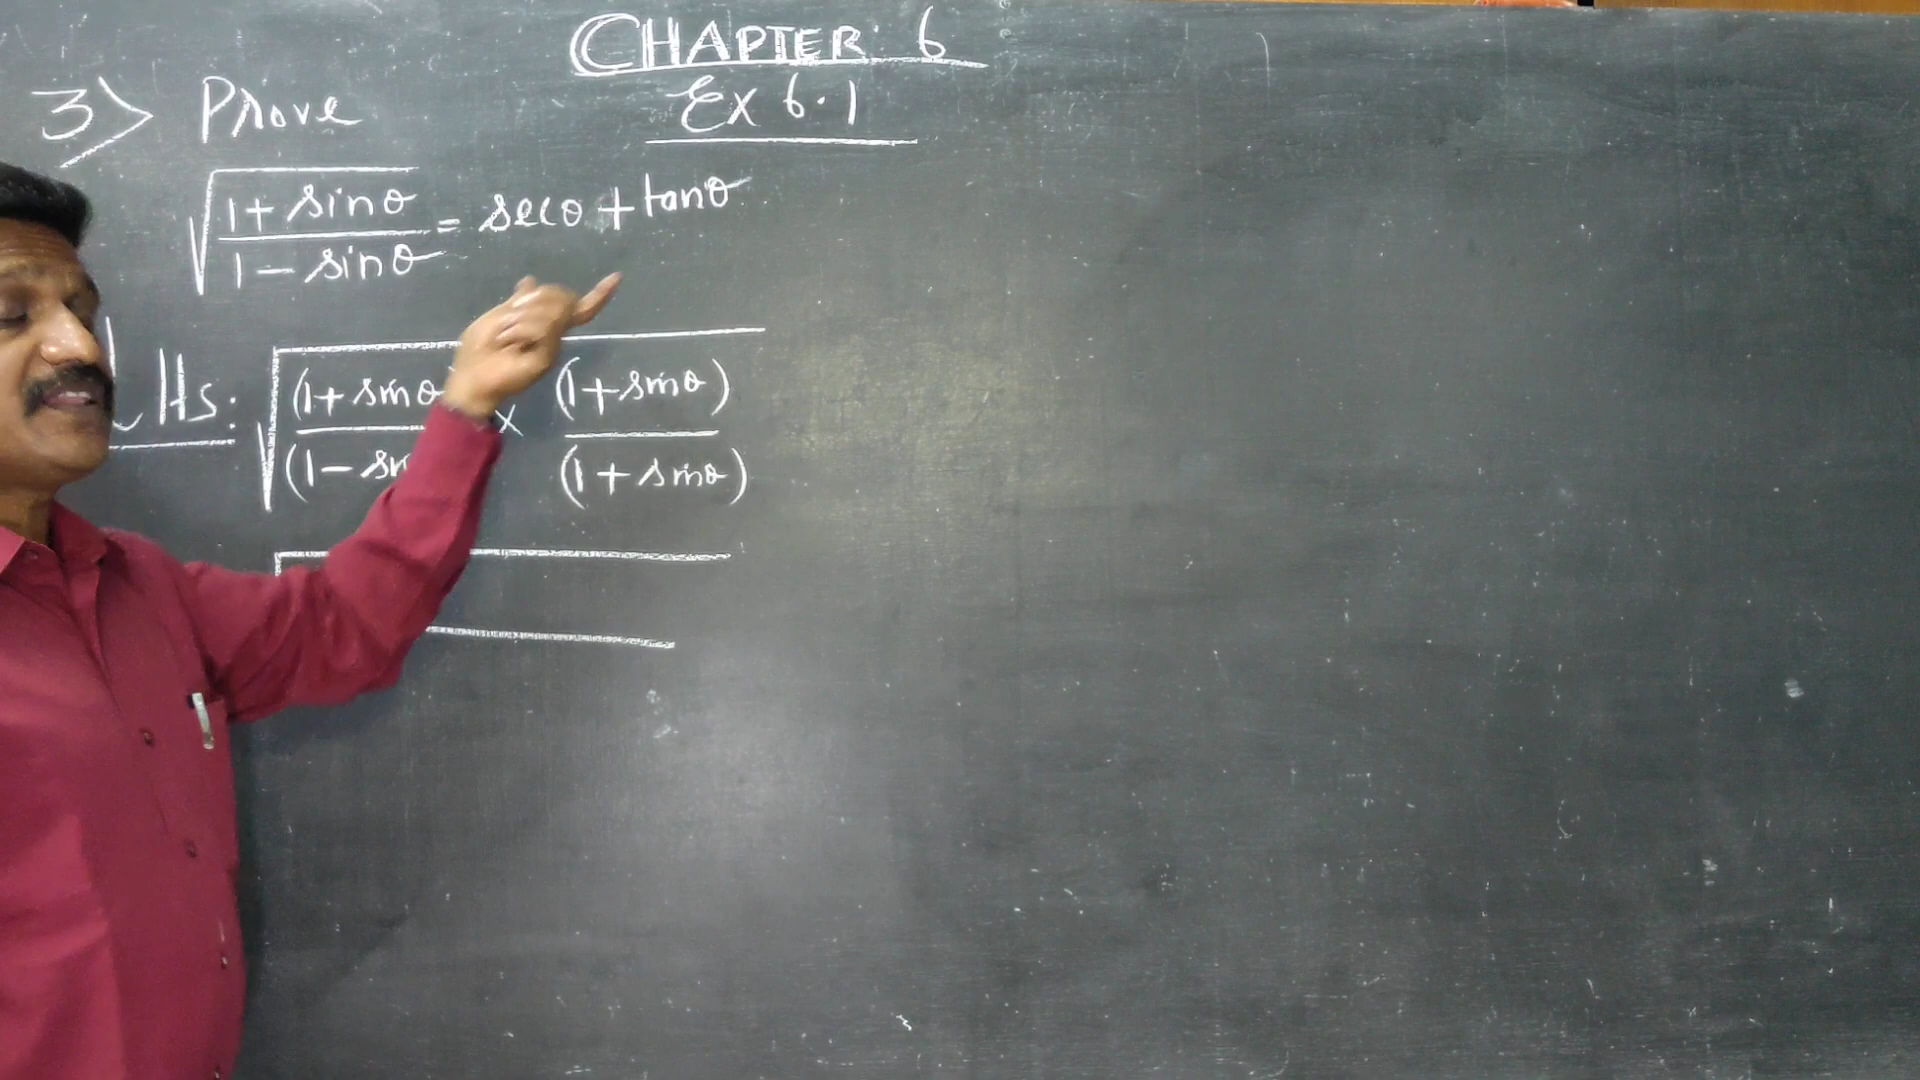 CHAPTER 6
Ex 6.1
3> Prove
√(1 + sinθ / 1 - sinθ) = secθ + tanθ
LHS: √((1 + sinθ / (1 - sin × (1 + sinθ) / (1 + sinθ))